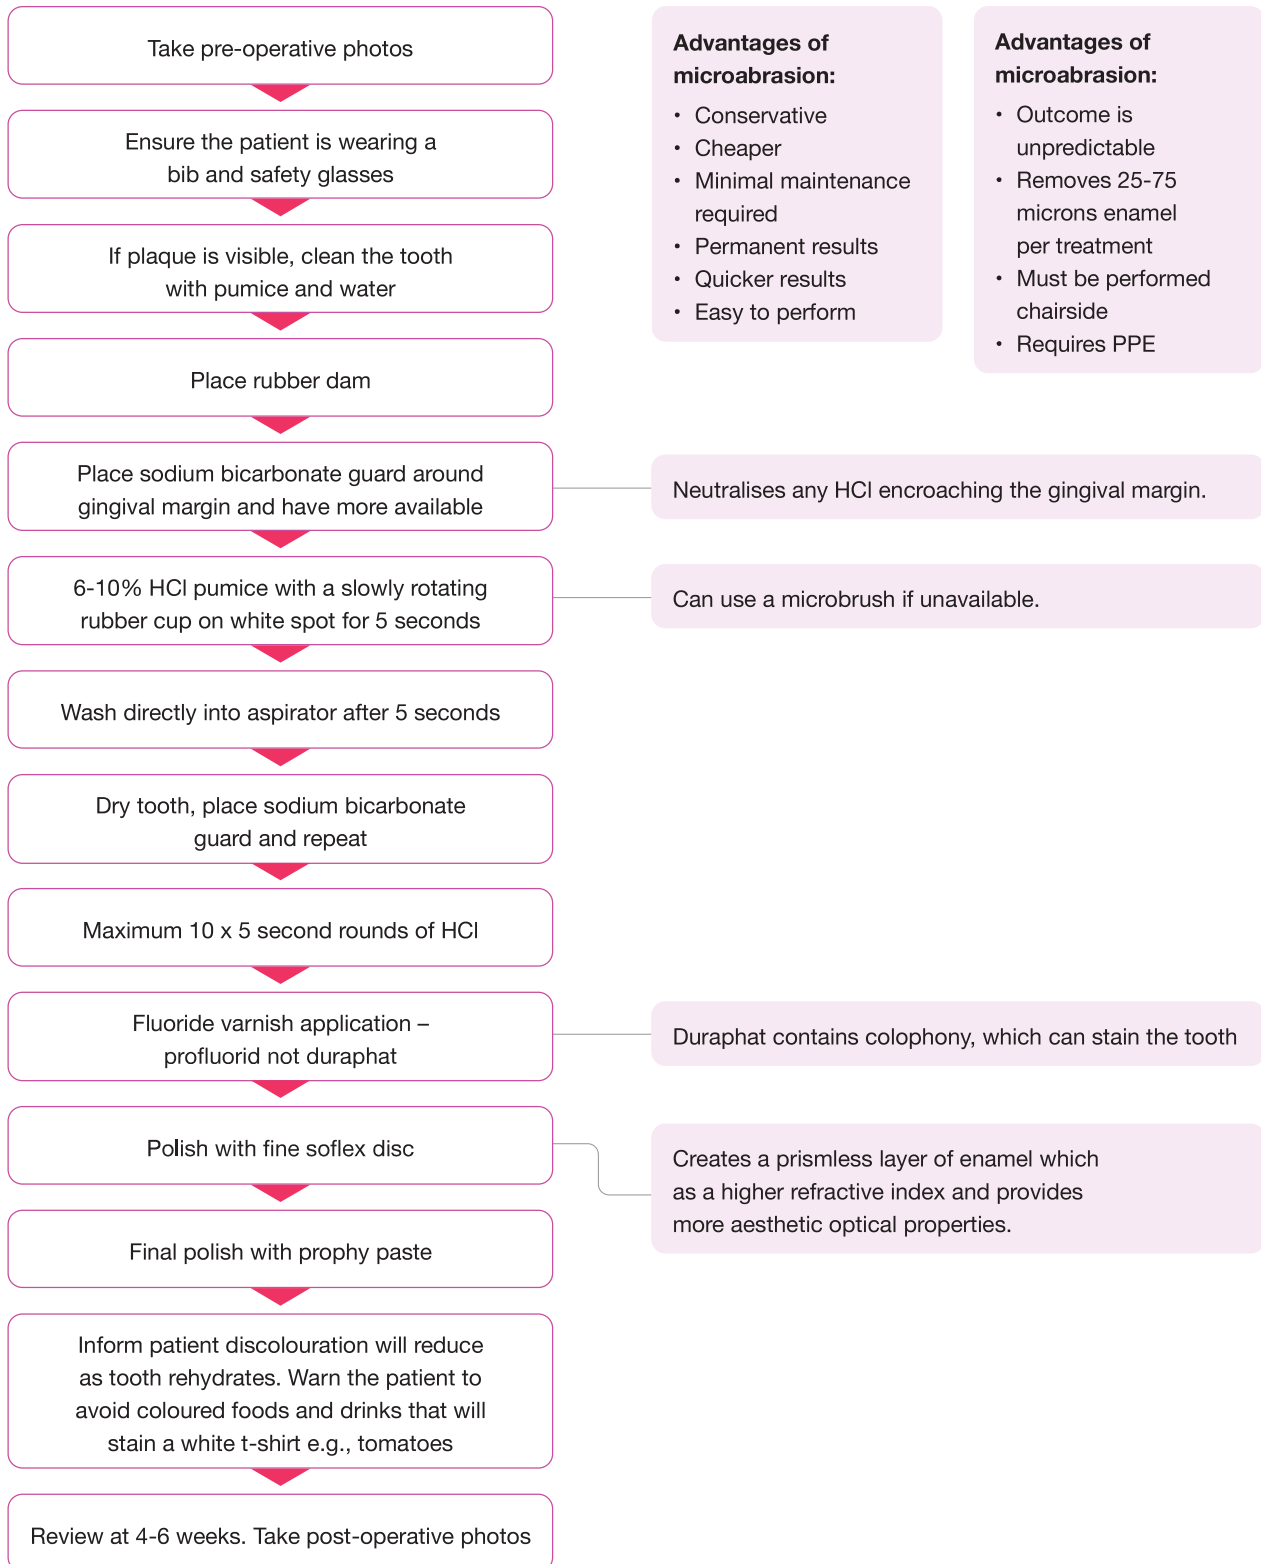 Take pre-operative photos
Ensure the patient is wearing a
bib and safety glasses
If plaque is visible, clean the tooth
with pumice and water
Place rubber dam
Place sodium bicarbonate guard around
gingival margin and have more available
6-10% HCl pumice with a slowly rotating
rubber cup on white spot for 5 seconds
Wash directly into aspirator after 5 seconds
Dry tooth, place sodium bicarbonate
guard and repeat
Maximum 10 x 5 second rounds of HCl
Fluoride varnish application –
profluorid not duraphat
Polish with fine soflex disc
Final polish with prophy paste
Inform patient discolouration will reduce
as tooth rehydrates. Warn the patient to
avoid coloured foods and drinks that will
stain a white t-shirt e.g., tomatoes
Review at 4-6 weeks. Take post-operative photos
Advantages of
microabrasion:
• Conservative
• Cheaper
• Minimal maintenance
required
• Permanent results
• Quicker results
• Easy to perform
Advantages of
microabrasion:
• Outcome is
unpredictable
• Removes 25-75
microns enamel
per treatment
• Must be performed
chairside
• Requires PPE
Neutralises any HCl encroaching the gingival margin.
Can use a microbrush if unavailable.
Duraphat contains colophony, which can stain the tooth
Creates a prismless layer of enamel which
as a higher refractive index and provides
more aesthetic optical properties.